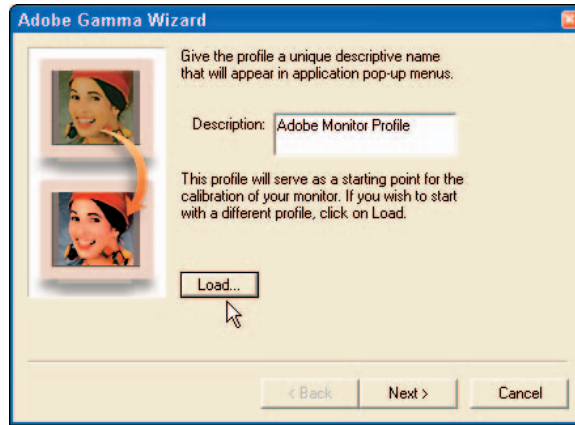 Adobe Gamma Wizard
Give the profile a unique descriptive name
that will appear in application pop-up menus.
Description: Adobe Monitor Profile
This profile will serve as a starting point for the
calibration of your monitor. If you wish to start
with a different profile, click on Load.
Load...
< Back Next > Cancel